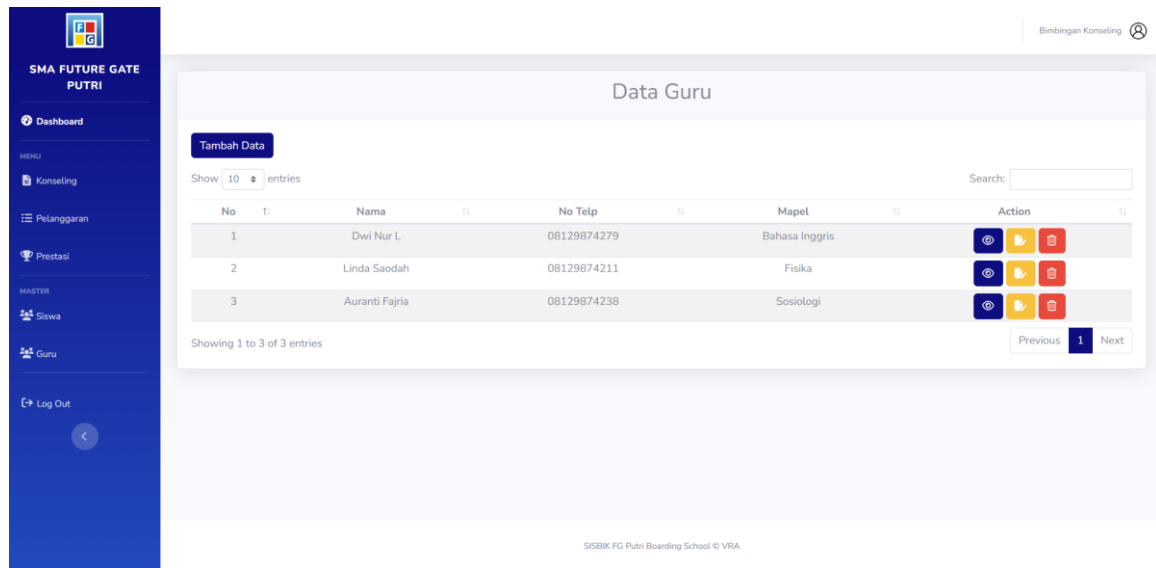 F
G
SMA FUTURE GATE
PUTRI
Dashboard
MENU
Konseling
Pelanggaran
Prestasi
MASTER
Siswa
Guru
Log Out
Bimbingan Konseling
Data Guru
Tambah Data
Show 10 entries
Search:
No Nama No Telp Mapel Action
1 Dwi Nur L 08129874279 Bahasa Inggris
2 Linda Saodah 08129874211 Fisika
3 Auranti Fajria 08129874238 Sosiologi
Showing 1 to 3 of 3 entries
Previous 1 Next
SISBIK FG Putri Boarding School © VRA